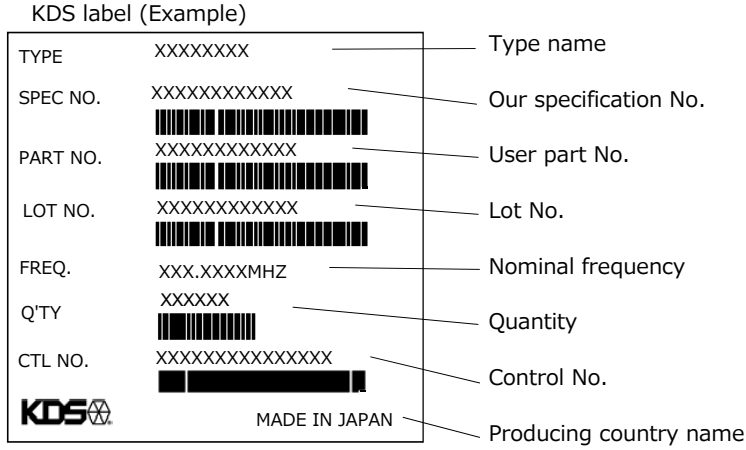 KDS label (Example)
TYPE XXXXXXXX Type name
SPEC NO. XXXXXXXXXXXX Our specification No.
PART NO. XXXXXXXXXXXX User part No.
LOT NO. XXXXXXXXXXXX Lot No.
FREQ. XXX.XXXXMHZ Nominal frequency
Q'TY XXXXXX Quantity
CTL NO. XXXXXXXXXXXXXXX Control No.
KDS MADE IN JAPAN Producing country name